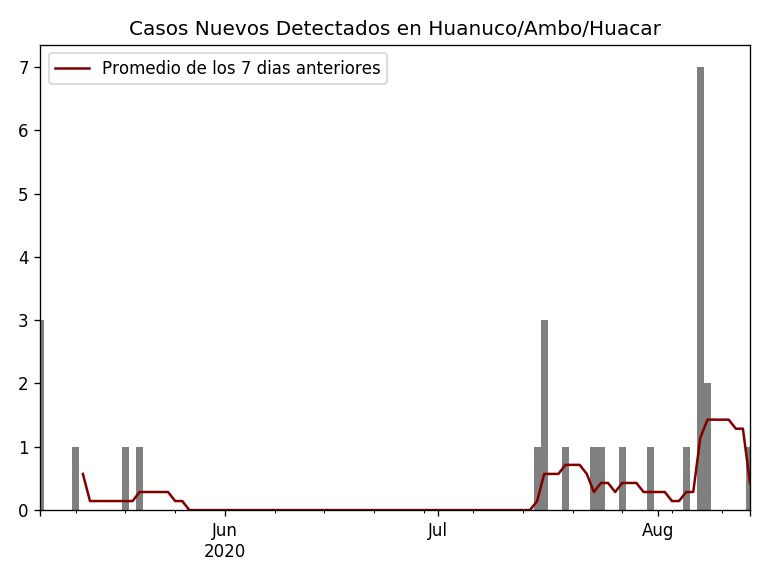 Casos Nuevos Detectados en Huanuco/Ambo/Huacar
Promedio de los 7 dias anteriores
7
6
5
4
3
2
1
0
Jun
2020
Jul
Aug